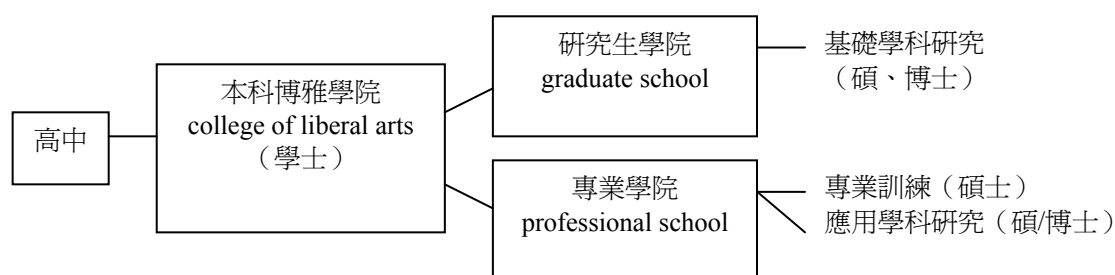 高中
本科博雅學院
college of liberal arts
（學士）
研究生學院
graduate school
基礎學科研究
（碩、博士）
專業學院
professional school
專業訓練（碩士）
應用學科研究（碩/博士）